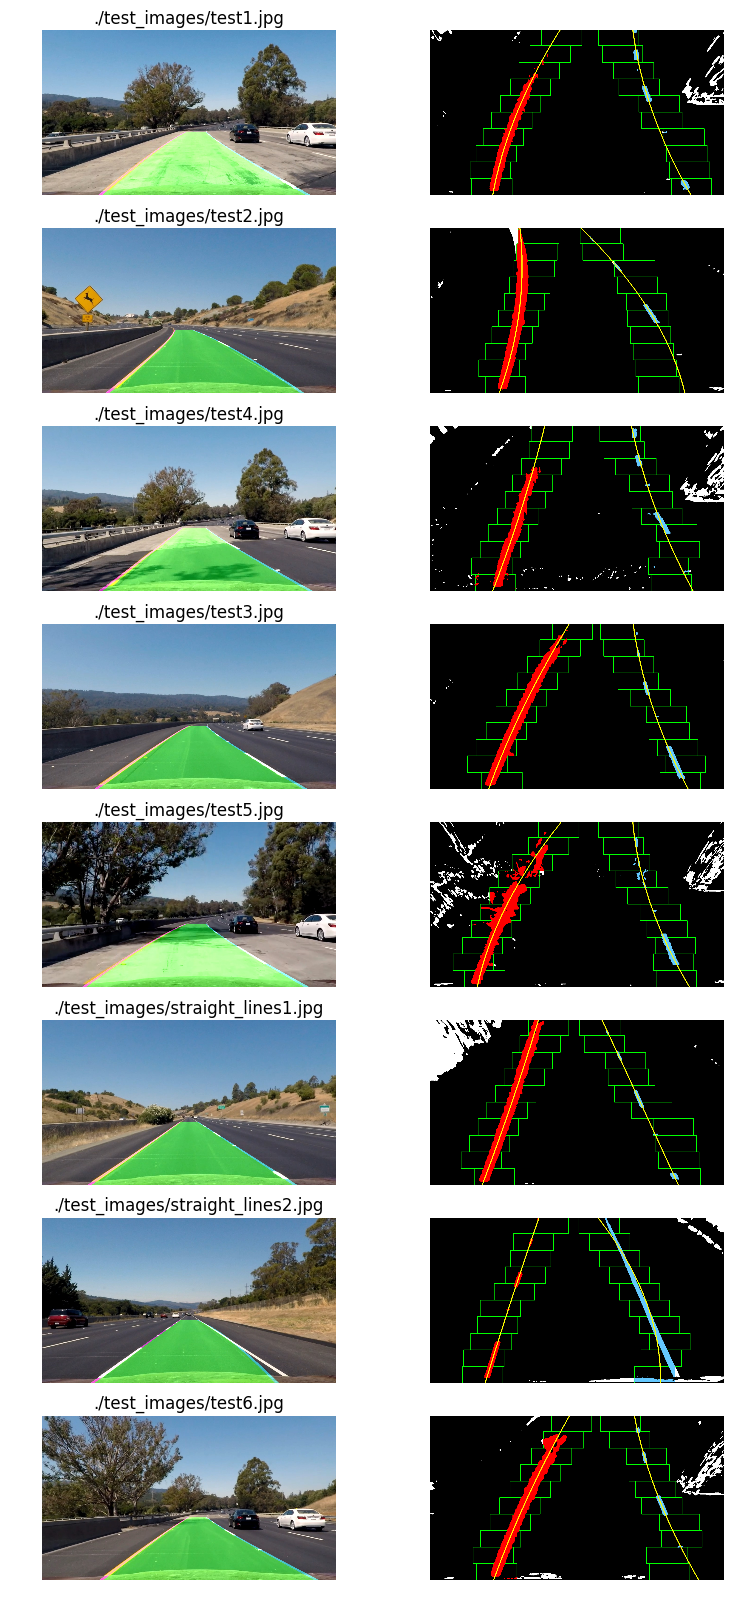 ./test_images/test1.jpg
./test_images/test2.jpg
./test_images/test4.jpg
./test_images/test3.jpg
./test_images/test5.jpg
./test_images/straight_lines1.jpg
./test_images/straight_lines2.jpg
./test_images/test6.jpg